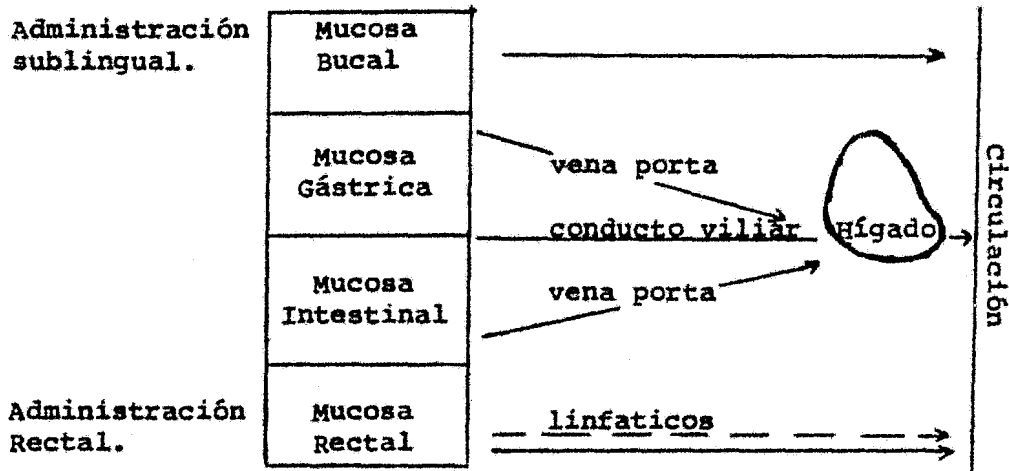 Administración
sublingual.
Mucosa
Bucal
Mucosa
Gástrica
vena porta
conducto viliar
Hígado
Mucosa
Intestinal
vena porta
Administración
Rectal.
Mucosa
Rectal
linfaticos
Circulación